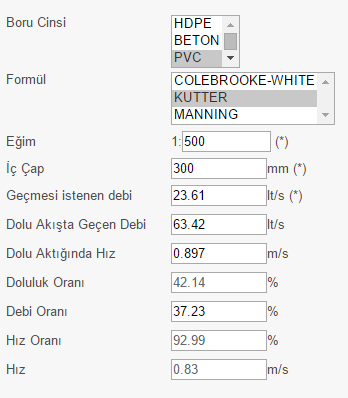 Boru Cinsi
HDPE
BETON
PVC
Formül
COLEBROOKE-WHITE
KUTTER
MANNING
Eğim 1:500 (*)
İç Çap 300 mm (*)
Geçmesi istenen debi 23.61 lt/s (*)
Dolu Akışta Geçen Debi 63.42 lt/s
Dolu Aktığında Hız 0.897 m/s
Doluluk Oranı 42.14 %
Debi Oranı 37.23 %
Hız Oranı 92.99 %
Hız 0.83 m/s